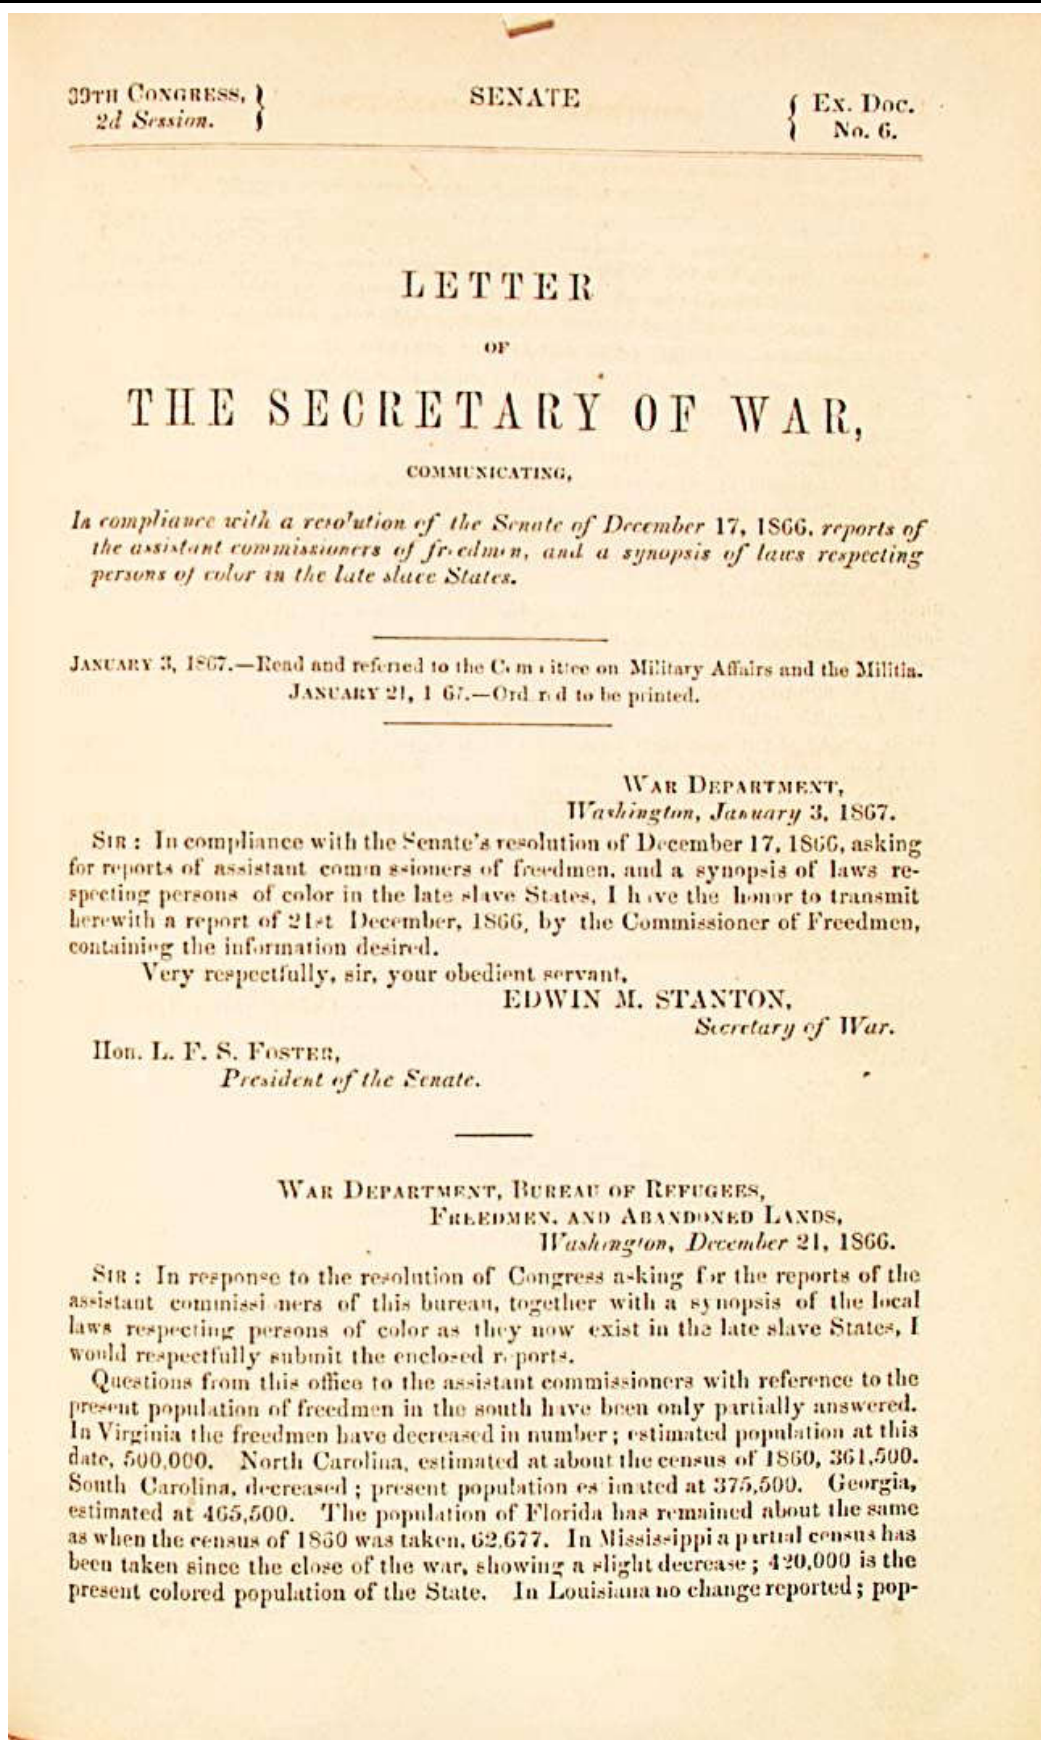 39TH CONGRESS,
2d Session.
SENATE
Ex. Doc.
No. 6.
LETTER
OF
THE SECRETARY OF WAR,
COMMUNICATING,
In compliance with a resolution of the Senate of December 17, 1866, reports of
the assistant commissioners of freedmen, and a synopsis of laws respecting
persons of color in the late slave States.
JANUARY 3, 1867.—Read and referred to the Committee on Military Affairs and the Militia.
JANUARY 21, 1867.—Ordered to be printed.
WAR DEPARTMENT,
Washington, January 3, 1867.
SIR: In compliance with the Senate's resolution of December 17, 1866, asking
for reports of assistant commissioners of freedmen, and a synopsis of laws re-
specting persons of color in the late slave States, I have the honor to transmit
herewith a report of 21st December, 1866, by the Commissioner of Freedmen,
containing the information desired.
Very respectfully, sir, your obedient servant,
EDWIN M. STANTON,
Secretary of War.
Hon. L. F. S. FOSTER,
President of the Senate.
WAR DEPARTMENT, BUREAU OF REFUGEES,
FREEDMEN, AND ABANDONED LANDS,
Washington, December 21, 1866.
SIR: In response to the resolution of Congress asking for the reports of the
assistant commissioners of this bureau, together with a synopsis of the local
laws respecting persons of color as they now exist in the late slave States, I
would respectfully submit the enclosed reports.
Questions from this office to the assistant commissioners with reference to the
present population of freedmen in the south have been only partially answered.
In Virginia the freedmen have decreased in number; estimated population at this
date, 500,000. North Carolina, estimated at about the census of 1860, 361,500.
South Carolina, decreased; present population estimated at 375,500. Georgia,
estimated at 465,500. The population of Florida has remained about the same
as when the census of 1860 was taken, 62,677. In Mississippi a partial census has
been taken since the close of the war, showing a slight decrease; 420,000 is the
present colored population of the State. In Louisiana no change reported; pop-